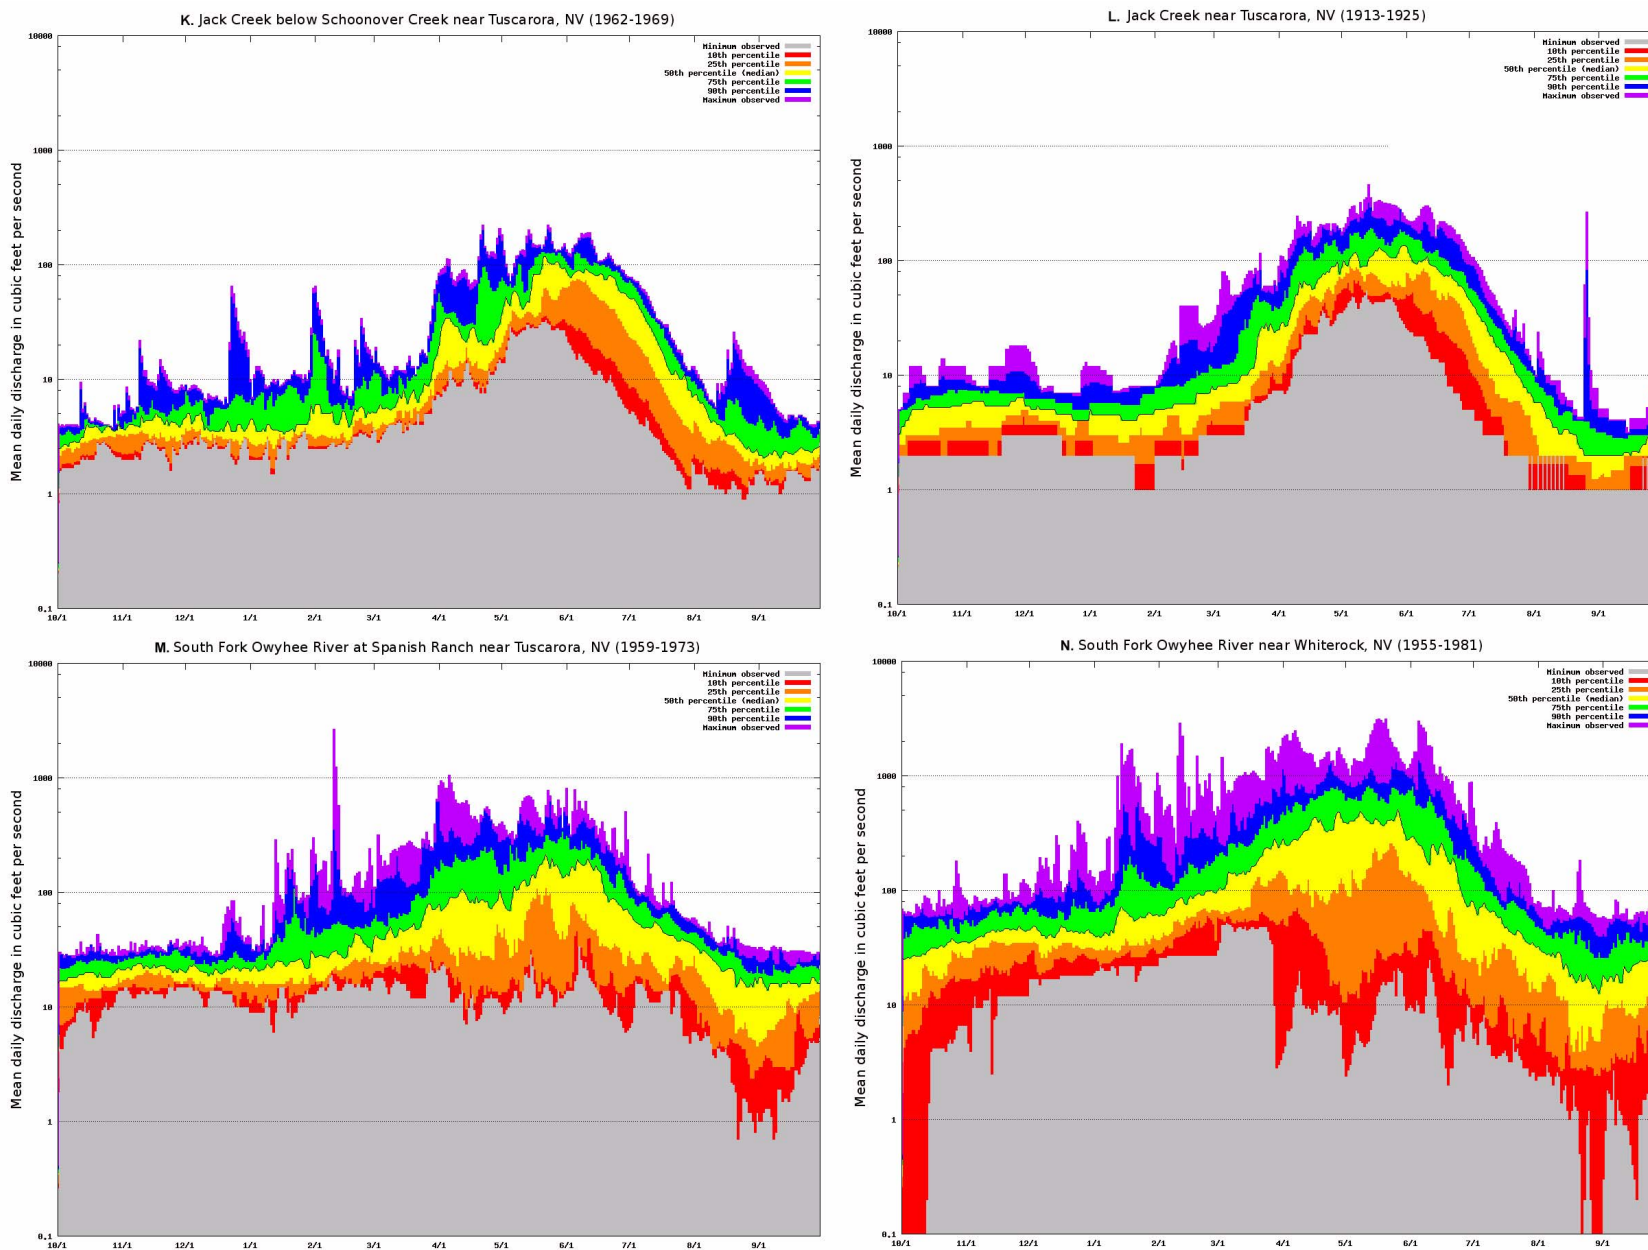 K. Jack Creek below Schoonover Creek near Tuscarora, NV (1962-1969)
Mean daily discharge in cubic feet per second
10000
1000
100
10
1
0.1
Minimum observed
10th percentile
25th percentile
50th percentile (median)
75th percentile
90th percentile
Maximum observed
10/1 11/1 12/1 1/1 2/1 3/1 4/1 5/1 6/1 7/1 8/1 9/1
L. Jack Creek near Tuscarora, NV (1913-1925)
Mean daily discharge in cubic feet per second
10000
1000
100
10
1
0.1
Minimum observed
10th percentile
25th percentile
50th percentile (median)
75th percentile
90th percentile
Maximum observed
10/1 11/1 12/1 1/1 2/1 3/1 4/1 5/1 6/1 7/1 8/1 9/1
M. South Fork Owyhee River at Spanish Ranch near Tuscarora, NV (1959-1973)
Mean daily discharge in cubic feet per second
10000
1000
100
10
1
0.1
Minimum observed
10th percentile
25th percentile
50th percentile (median)
75th percentile
90th percentile
Maximum observed
10/1 11/1 12/1 1/1 2/1 3/1 4/1 5/1 6/1 7/1 8/1 9/1
N. South Fork Owyhee River near Whiterock, NV (1955-1981)
Mean daily discharge in cubic feet per second
10000
1000
100
10
1
0.1
Minimum observed
10th percentile
25th percentile
50th percentile (median)
75th percentile
90th percentile
Maximum observed
10/1 11/1 12/1 1/1 2/1 3/1 4/1 5/1 6/1 7/1 8/1 9/1